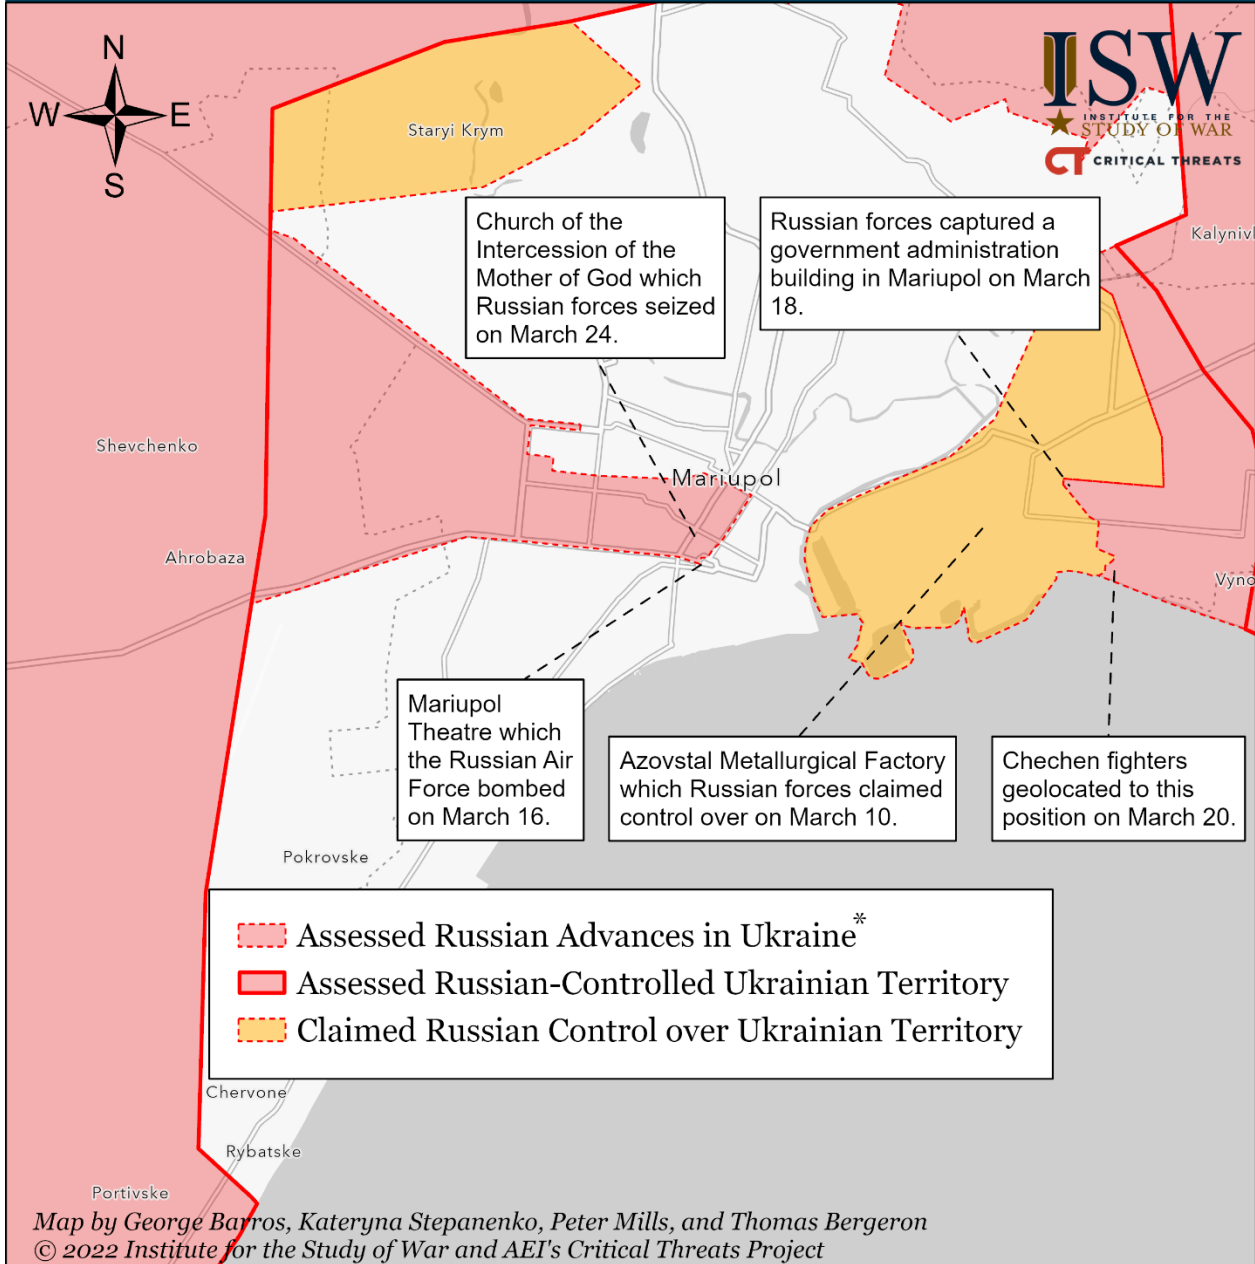 N
W E
S
ISW
INSTITUTE FOR THE
STUDY OF WAR
CT CRITICAL THREATS
Staryi Krym
Church of the
Intercession of the
Mother of God which
Russian forces seized
on March 24.
Russian forces captured a
government administration
building in Mariupol on March
18.
Kalynivk
Shevchenko
Mariupol
Ahrobaza
Vyno
Mariupol
Theatre which
the Russian Air
Force bombed
on March 16.
Azovstal Metallurgical Factory
which Russian forces claimed
control over on March 10.
Chechen fighters
geolocated to this
position on March 20.
Pokrovske
Assessed Russian Advances in Ukraine*
Assessed Russian-Controlled Ukrainian Territory
Claimed Russian Control over Ukrainian Territory
Chervone
Rybatske
Portivske
Map by George Barros, Kateryna Stepanenko, Peter Mills, and Thomas Bergeron
© 2022 Institute for the Study of War and AEI's Critical Threats Project